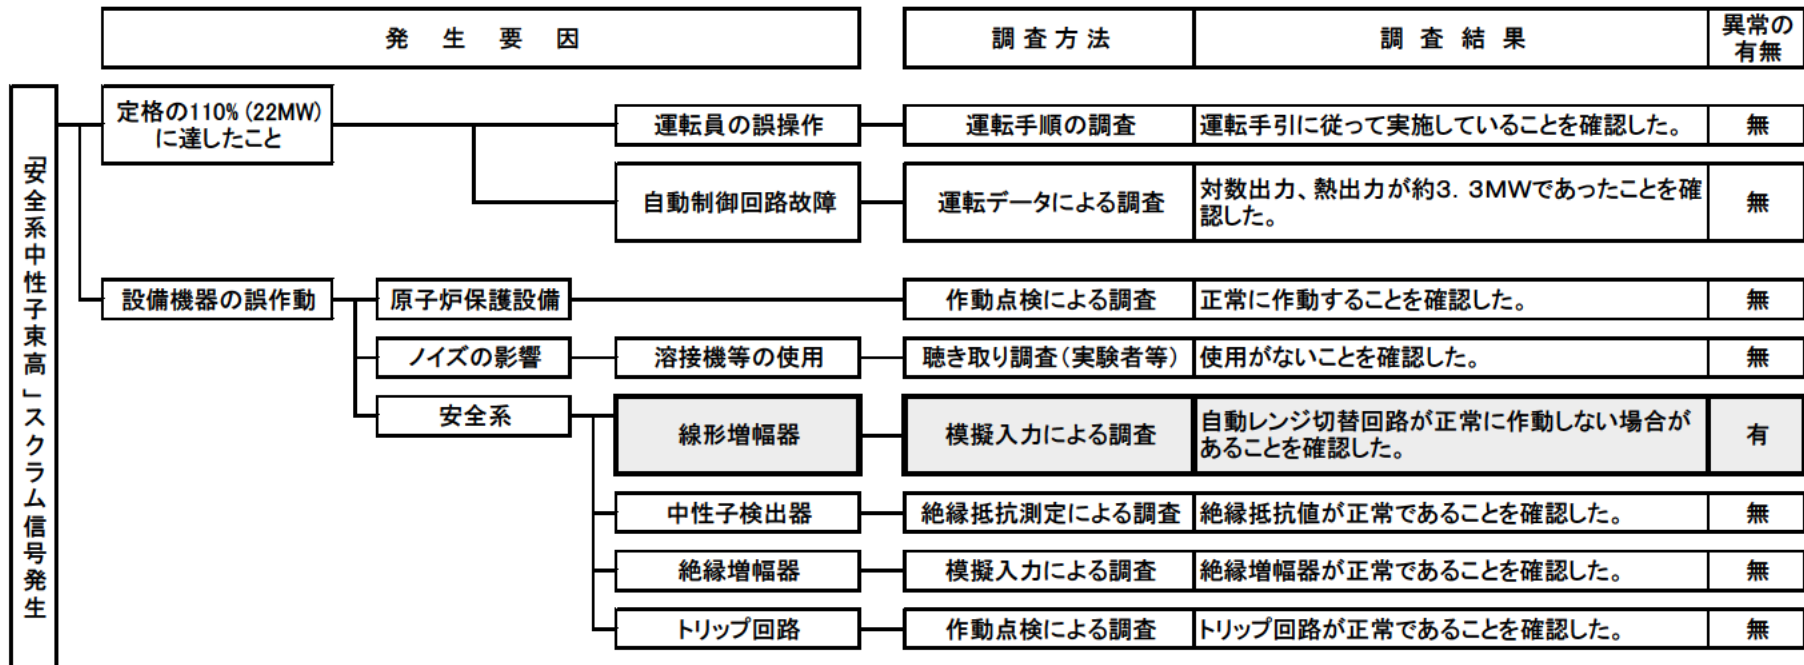 発生要因
調査方法
調査結果
異常の
有無
「安全系中性子束高」スクラム信号発生
定格の110%(22MW)
に達したこと
運転員の誤操作
運転手順の調査
運転手引に従って実施していることを確認した。
無
自動制御回路故障
運転データによる調査
対数出力、熱出力が約3．3MWであったことを確
認した。
無
設備機器の誤作動
原子炉保護設備
作動点検による調査
正常に作動することを確認した。
無
ノイズの影響
溶接機等の使用
聴き取り調査(実験者等)
使用がないことを確認した。
無
安全系
線形増幅器
模擬入力による調査
自動レンジ切替回路が正常に作動しない場合が
あることを確認した。
有
中性子検出器
絶縁抵抗測定による調査
絶縁抵抗値が正常であることを確認した。
無
絶縁増幅器
模擬入力による調査
絶縁増幅器が正常であることを確認した。
無
トリップ回路
作動点検による調査
トリップ回路が正常であることを確認した。
無